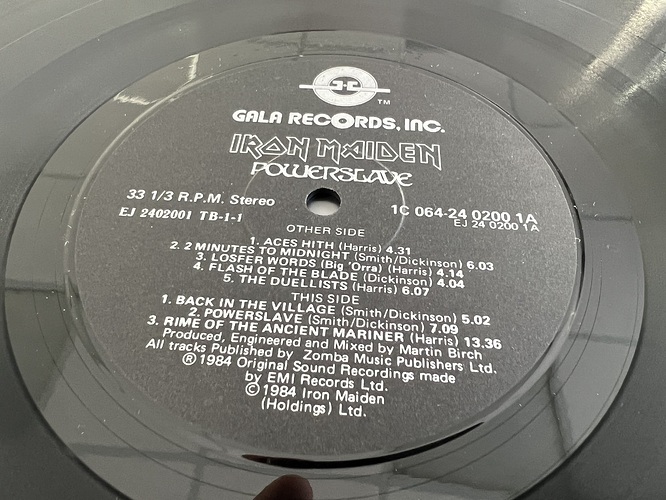 TM
GALA RECORDS, INC.
IRON MAIDEN
POWERSLAVE
33 1/3 R.P.M. Stereo
EJ 2402001 TB-1-1
1C 064-24 0200 1A
EJ 24 0200 1A
OTHER SIDE
1. ACES HITH (Harris) 4.31
2. 2 MINUTES TO MIDNIGHT (Smith/Dickinson) 6.03
3. LOSFER WORDS (Big 'Orra) (Harris) 4.14
4. FLASH OF THE BLADE (Dickinson) 4.04
5. THE DUELLISTS (Harris) 6.07
THIS SIDE
1. BACK IN THE VILLAGE (Smith/Dickinson) 5.02
2. POWERSLAVE (Smith/Dickinson) 7.09
3. RIME OF THE ANCIENT MARINER (Harris) 13.36
Produced, Engineered and Mixed by Martin Birch
All tracks Published by Zomba Music Publishers Ltd.
℗ 1984 Original Sound Recordings made
by EMI Records Ltd.
© 1984 Iron Maiden
(Holdings) Ltd.